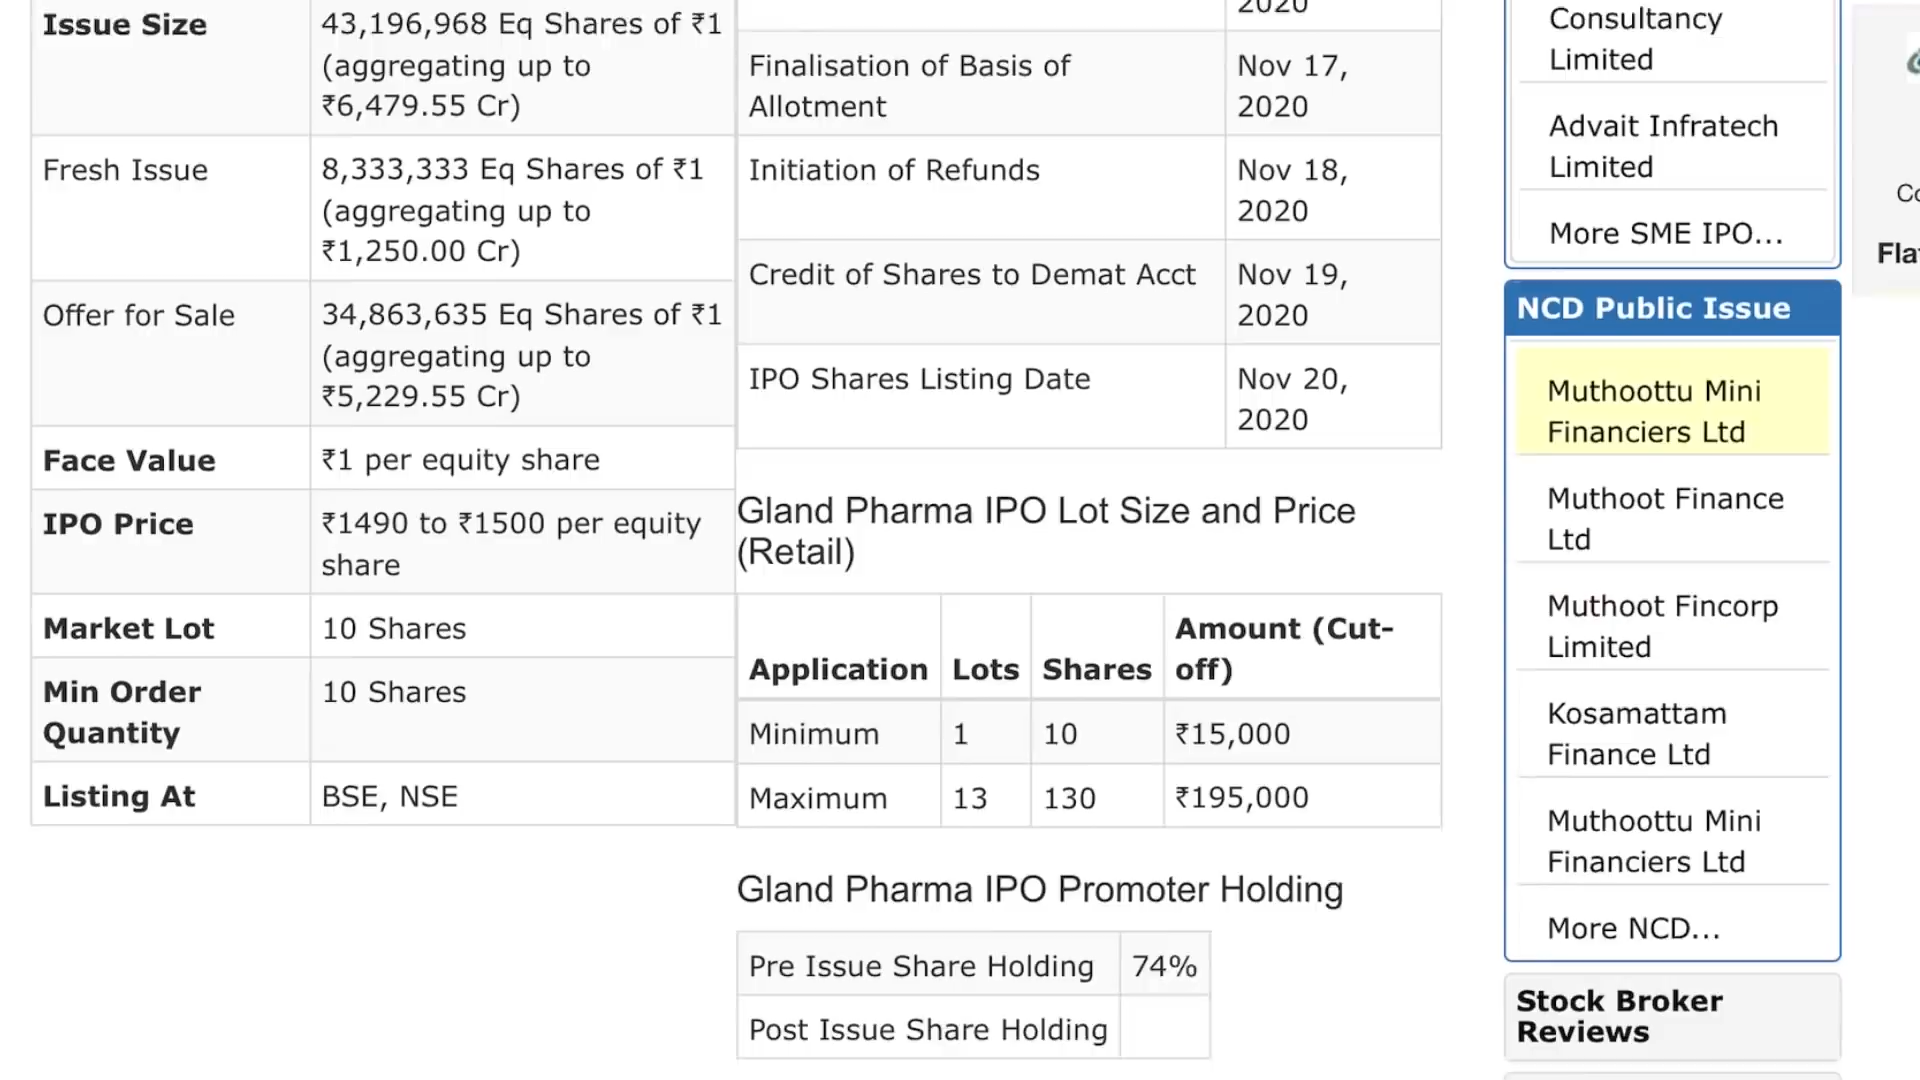 Issue Size
43,196,968 Eq Shares of ₹1
(aggregating up to
₹6,479.55 Cr)
Fresh Issue
8,333,333 Eq Shares of ₹1
(aggregating up to
₹1,250.00 Cr)
Offer for Sale
34,863,635 Eq Shares of ₹1
(aggregating up to
₹5,229.55 Cr)
Face Value
₹1 per equity share
IPO Price
₹1490 to ₹1500 per equity
share
Market Lot
10 Shares
Min Order
Quantity
10 Shares
Listing At
BSE, NSE
2020
Finalisation of Basis of
Allotment
Nov 17,
2020
Initiation of Refunds
Nov 18,
2020
Credit of Shares to Demat Acct
Nov 19,
2020
IPO Shares Listing Date
Nov 20,
2020
Gland Pharma IPO Lot Size and Price
(Retail)
Application Lots Shares Amount (Cut-
off)
Minimum 1 10 ₹15,000
Maximum 13 130 ₹195,000
Gland Pharma IPO Promoter Holding
Pre Issue Share Holding 74%
Post Issue Share Holding
Consultancy
Limited
Advait Infratech
Limited
More SME IPO...
NCD Public Issue
Muthoottu Mini
Financiers Ltd
Muthoot Finance
Ltd
Muthoot Fincorp
Limited
Kosamattam
Finance Ltd
Muthoottu Mini
Financiers Ltd
More NCD...
Stock Broker
Reviews